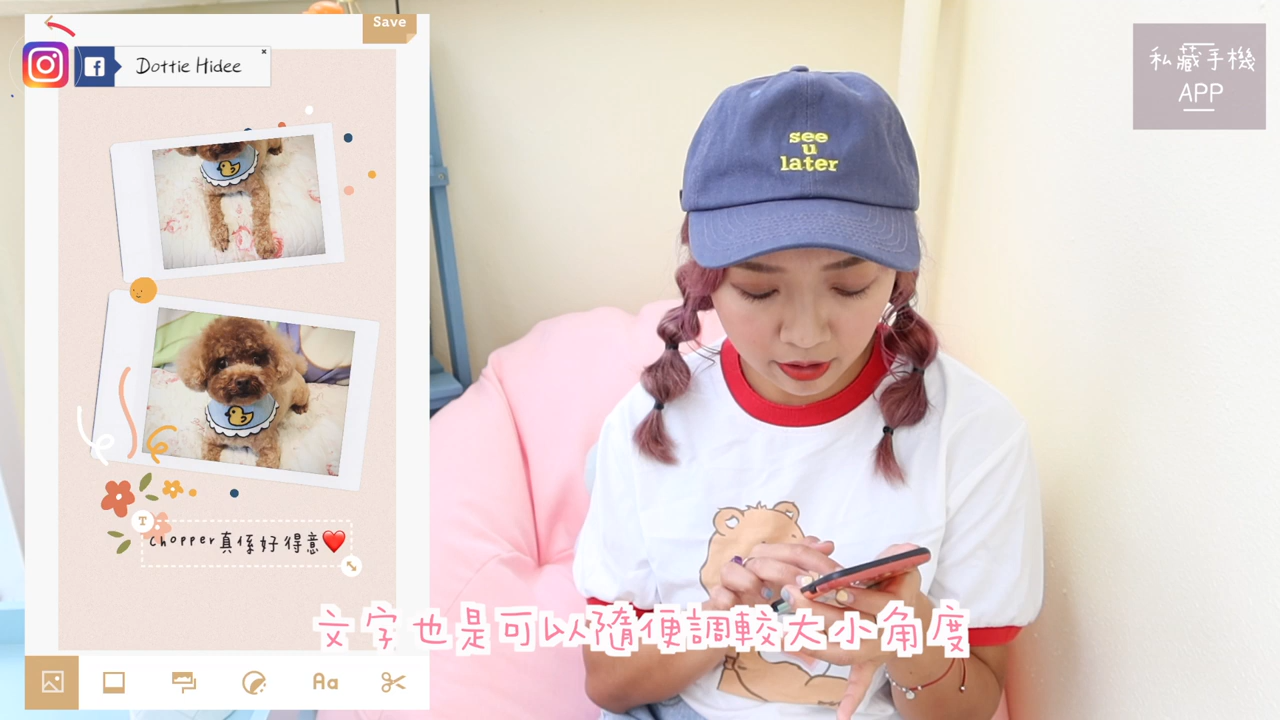 Save
Dottie Hidee
私藏手機
APP
see
u
later
T
Chopper真係好得意❤️
文字也是可以隨便調較大小角度
Aa